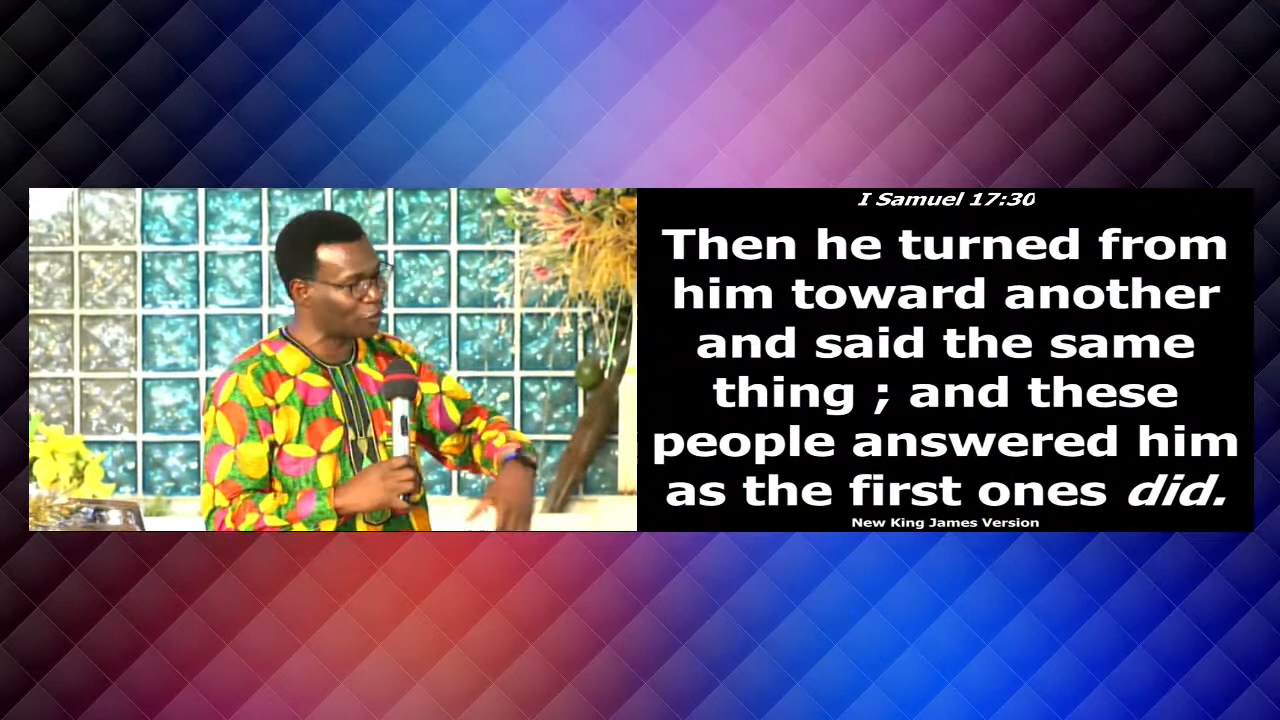 I Samuel 17:30
Then he turned from
him toward another
and said the same
thing ; and these
people answered him
as the first ones did.
New King James Version